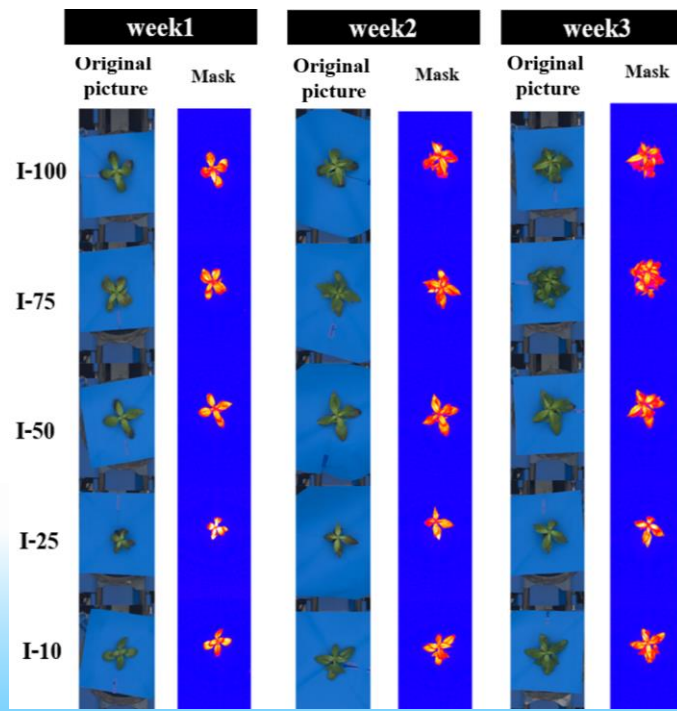 week1 week2 week3
Original picture Mask Original picture Mask Original picture Mask
I-100
I-75
I-50
I-25
I-10